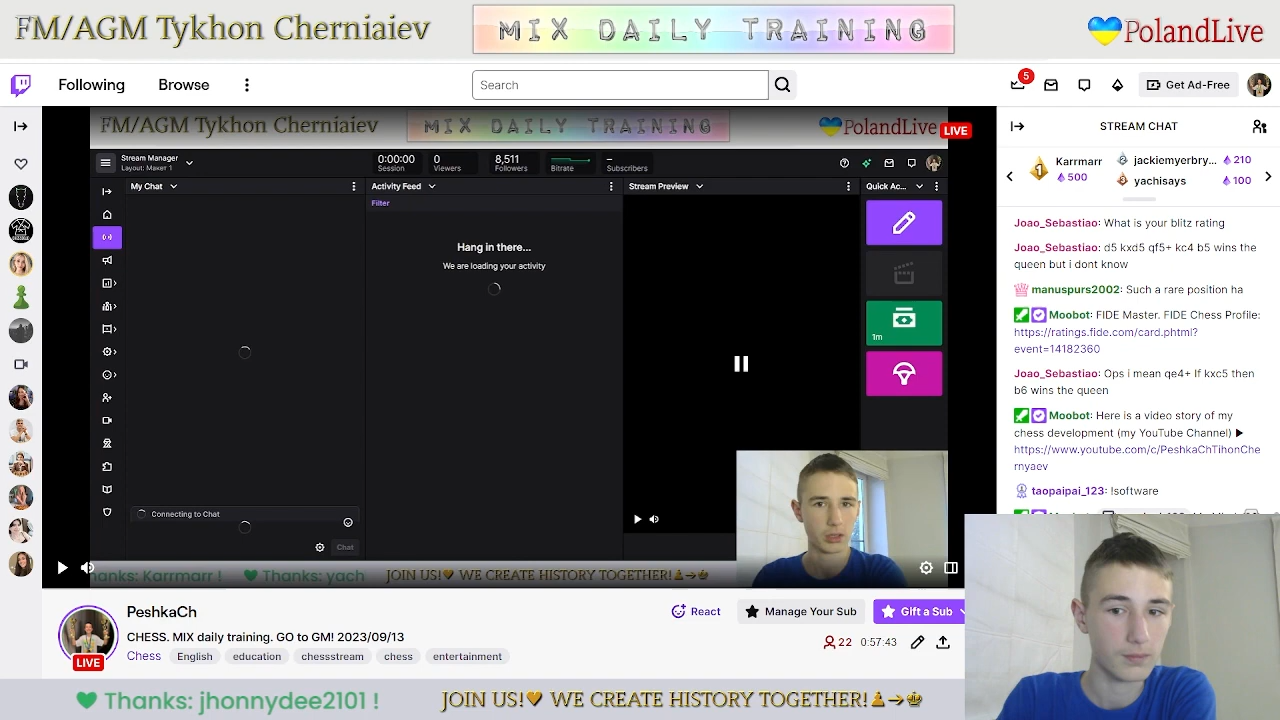 FM/AGM Tykhon Cherniaiev
MIX DAILY TRAINING
PolandLive
Following
Browse
Search
5
Get Ad-Free
FM/AGM Tykhon Cherniaiev
MIX DAILY TRAINING
PolandLive
LIVE
Stream Manager
Layout: Maker 1
0:00:00
Session
0
Viewers
8,511
Followers
Bitrate
–
Subscribers
My Chat
Activity Feed
Stream Preview
Quick Ac...
Filter
Hang in there...
We are loading your activity
1m
Connecting to Chat
Chat
Thanks: Karrmarr !
Thanks: yach
JOIN US! WE CREATE HISTORY TOGETHER!
STREAM CHAT
1
Karrmarr
500
jackiemyerbry... 210
yachisays 100
Joao_Sebastiao: What is your blitz rating
Joao_Sebastiao: d5 kxd5 qf5+ kc4 b5 wins the
queen but i dont know
manuspurs2002: Such a rare position ha
Moobot: FIDE Master. FIDE Chess Profile:
https://ratings.fide.com/card.phtml?
event=14182360
Joao_Sebastiao: Ops i mean qe4+ If kxc5 then
b6 wins the queen
Moobot: Here is a video story of my
chess development (my YouTube Channel) ▶
https://www.youtube.com/c/PeshkaChTihonChe
rnyaev
taopaipai_123: !software
PeshkaCh
CHESS. MIX daily training. GO to GM! 2023/09/13
Chess
English
education
chessstream
chess
entertainment
LIVE
React
Manage Your Sub
Gift a Sub
22
0:57:43
Thanks: jhonnydee2101 !
JOIN US! WE CREATE HISTORY TOGETHER!